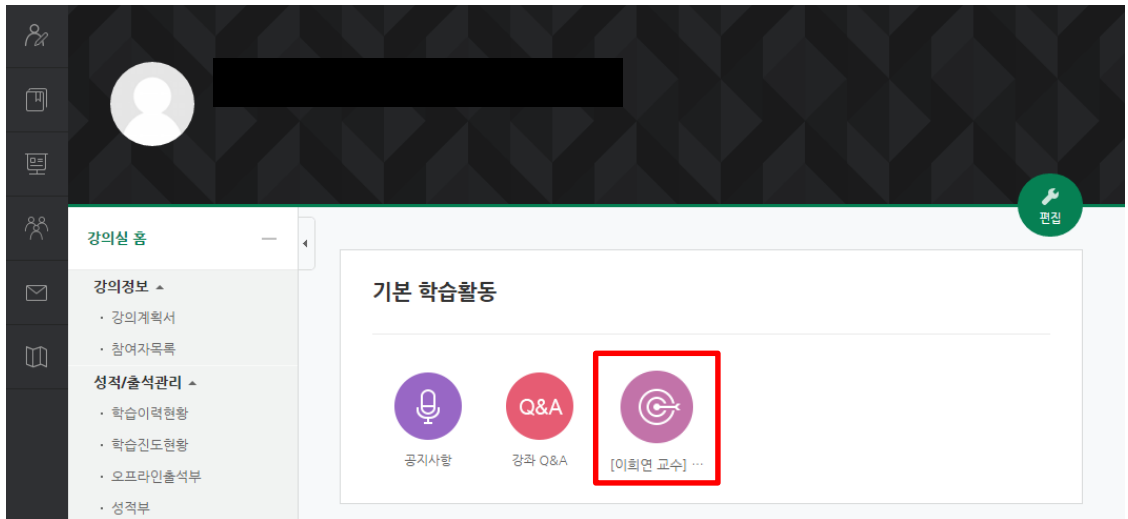 편집
강의실 홈
강의정보
· 강의계획서
· 참여자목록
성적/출석관리
· 학습이력현황
· 학습진도현황
· 오프라인출석부
· 성적부
기본 학습활동
Q&A
공지사항
강좌 Q&A
[이희연 교수] ...